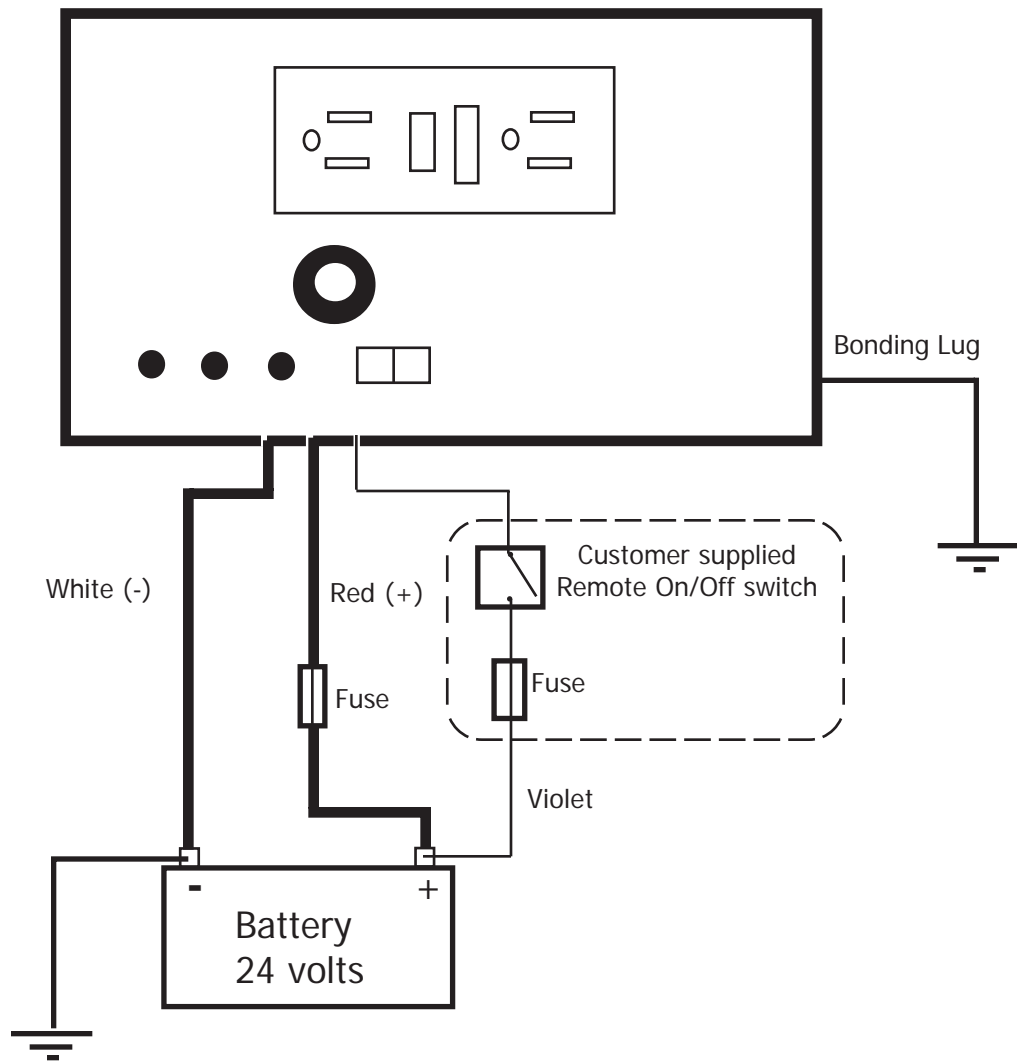 Bonding Lug
Customer supplied
Remote On/Off switch
White (-)
Red (+)
Fuse
Fuse
Violet
- +
Battery
24 volts